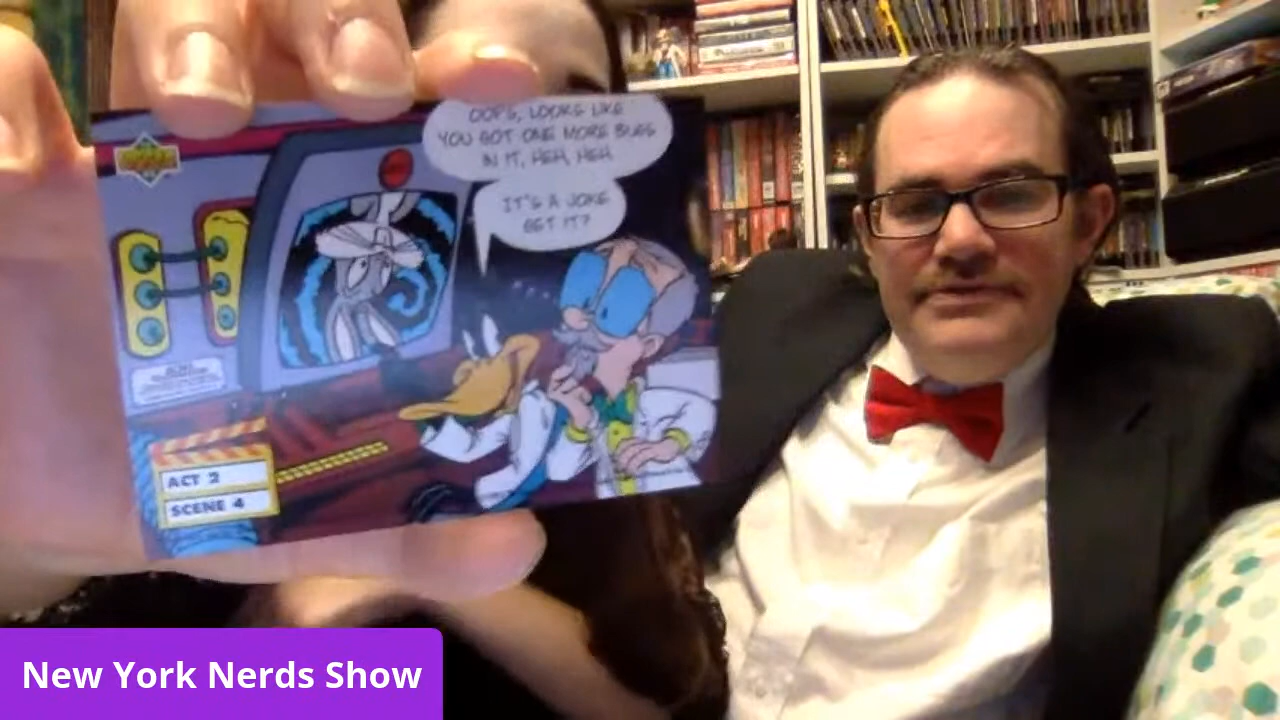 OOPS, LOOKS LIKE
YOU GOT ONE MORE BUGS
IN IT, HEH, HEH.
IT'S A JOKE
GET IT?
ACT 2
SCENE 4
New York Nerds Show